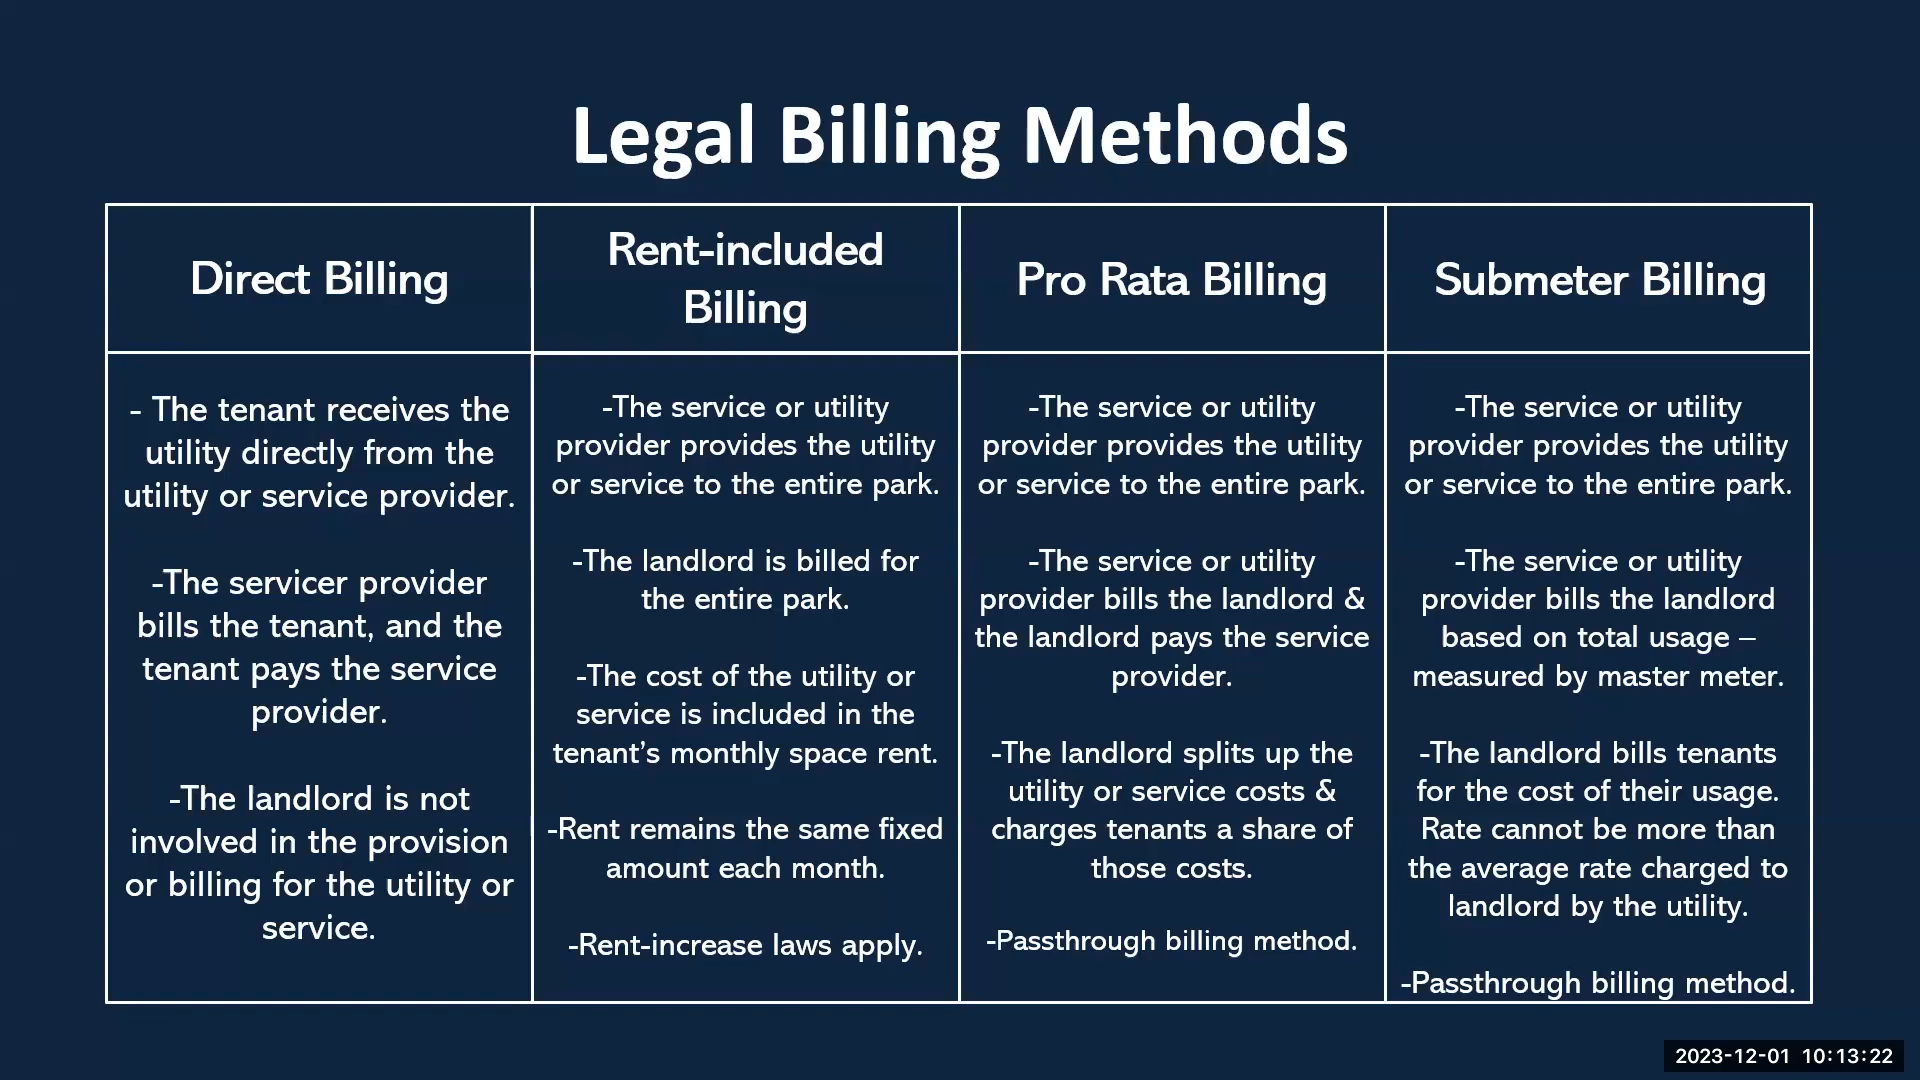 Legal Billing Methods
Direct Billing
Rent-included
Billing
Pro Rata Billing
Submeter Billing
- The tenant receives the
utility directly from the
utility or service provider.
-The servicer provider
bills the tenant, and the
tenant pays the service
provider.
-The landlord is not
involved in the provision
or billing for the utility or
service.
-The service or utility
provider provides the utility
or service to the entire park.
-The landlord is billed for
the entire park.
-The cost of the utility or
service is included in the
tenant’s monthly space rent.
-Rent remains the same fixed
amount each month.
-Rent-increase laws apply.
-The service or utility
provider provides the utility
or service to the entire park.
-The service or utility
provider bills the landlord &
the landlord pays the service
provider.
-The landlord splits up the
utility or service costs &
charges tenants a share of
those costs.
-Passthrough billing method.
-The service or utility
provider provides the utility
or service to the entire park.
-The service or utility
provider bills the landlord
based on total usage –
measured by master meter.
-The landlord bills tenants
for the cost of their usage.
Rate cannot be more than
the average rate charged to
landlord by the utility.
-Passthrough billing method.
2023-12-01 10:13:22